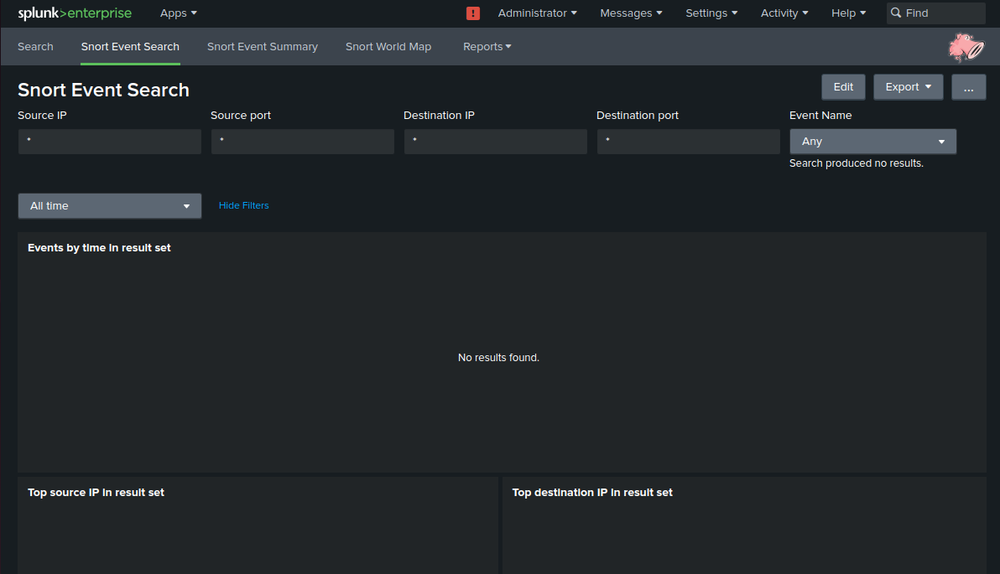 splunk>enterprise Apps ! Administrator Messages Settings Activity Help Find
Search Snort Event Search Snort Event Summary Snort World Map Reports
Snort Event Search Edit Export ...
Source IP Source port Destination IP Destination port Event Name
* * * * Any
Search produced no results.
All time Hide Filters
Events by time in result set
No results found.
Top source IP in result set Top destination IP in result set